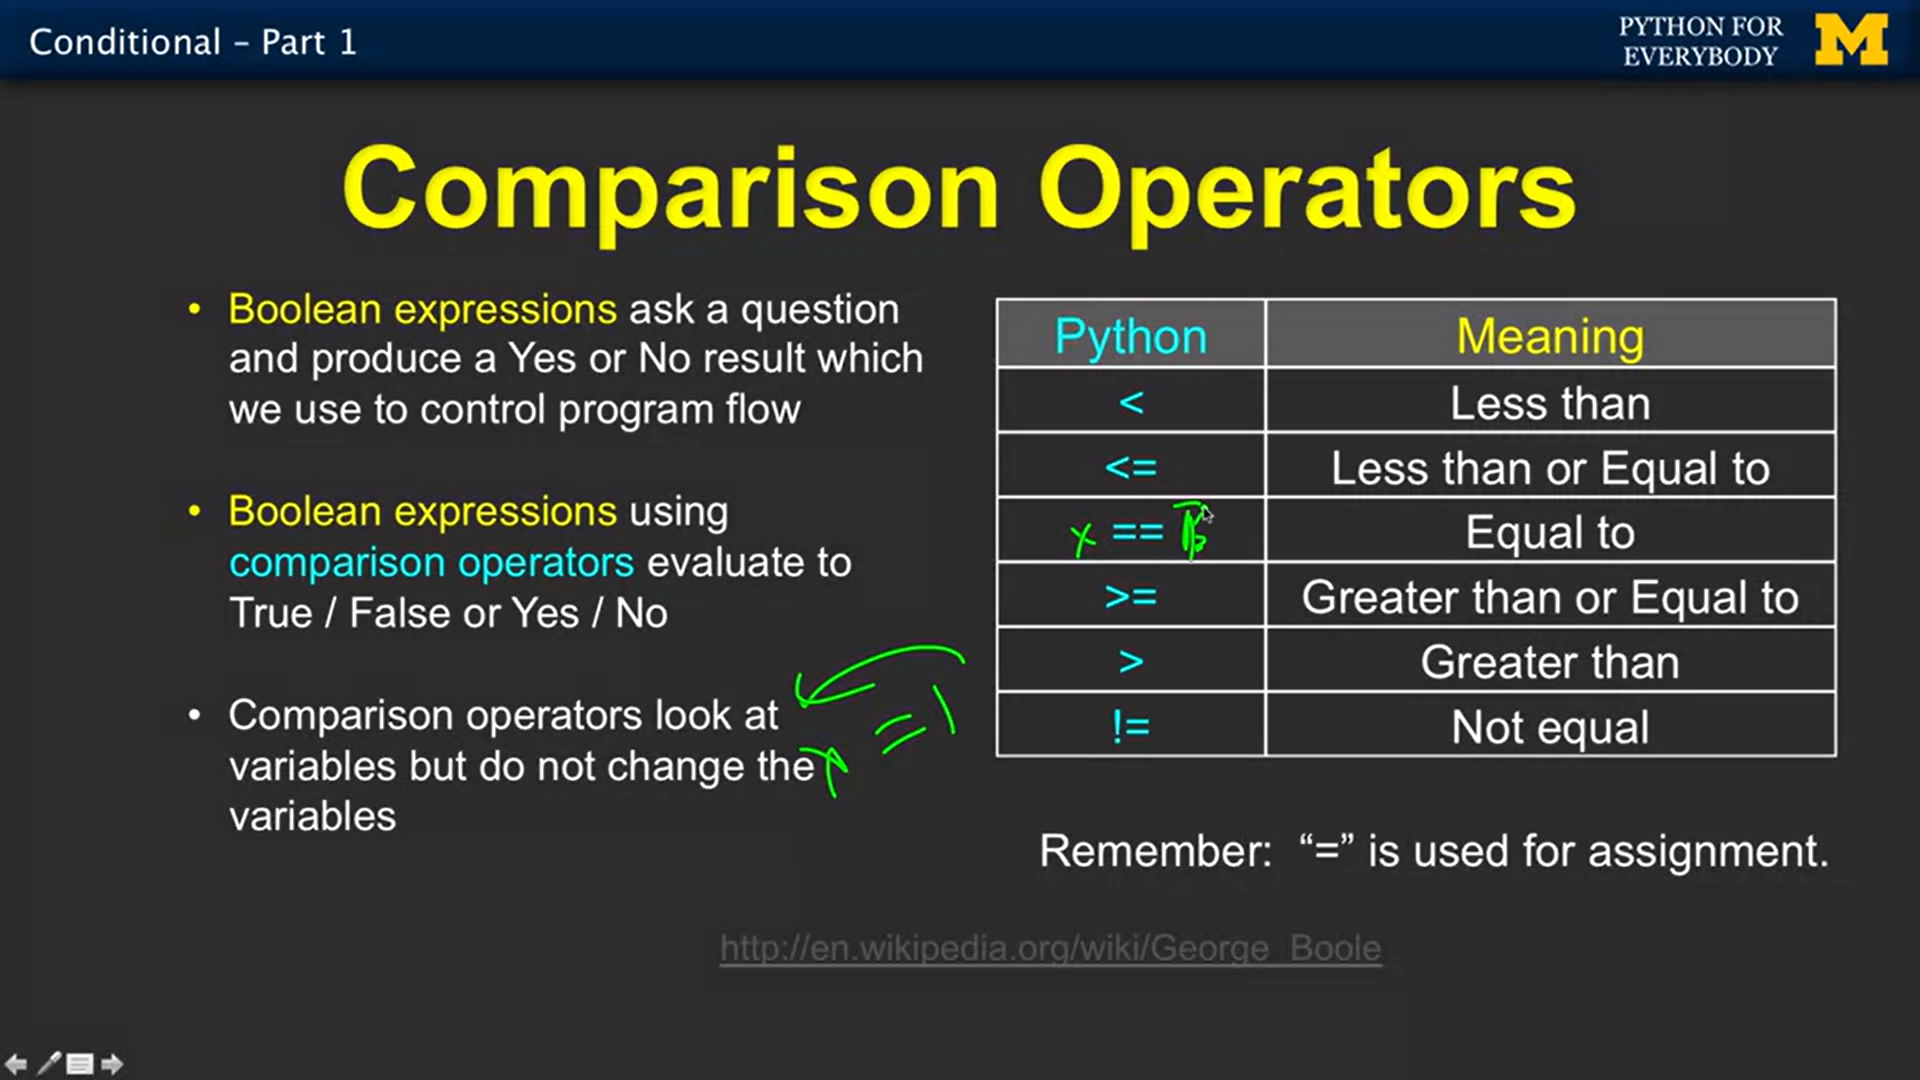 Conditional – Part 1
PYTHON FOR
EVERYBODY
M
Comparison Operators
• Boolean expressions ask a question
and produce a Yes or No result which
we use to control program flow
• Boolean expressions using
comparison operators evaluate to
True / False or Yes / No
• Comparison operators look at
variables but do not change the
variables
x = 1
Python Meaning
< Less than
<= Less than or Equal to
x == Equal to
>= Greater than or Equal to
> Greater than
!= Not equal
Remember: “=” is used for assignment.
http://en.wikipedia.org/wiki/George_Boole